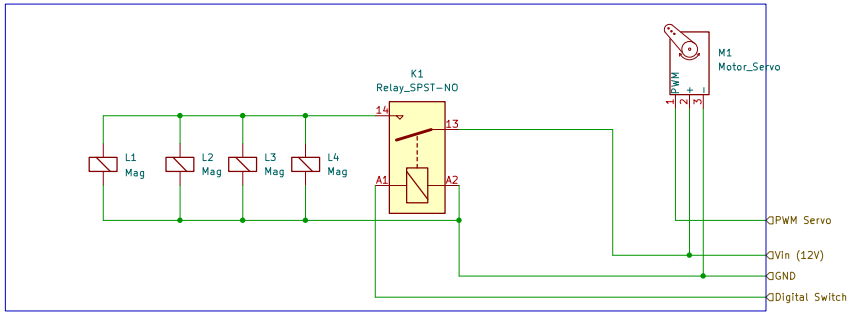 M1
Motor_Servo
PWM
+
-
1
2
3
K1
Relay_SPST-NO
14
13
L1
Mag
L2
Mag
L3
Mag
L4
Mag
A1
A2
PWM Servo
Vin (12V)
GND
Digital Switch